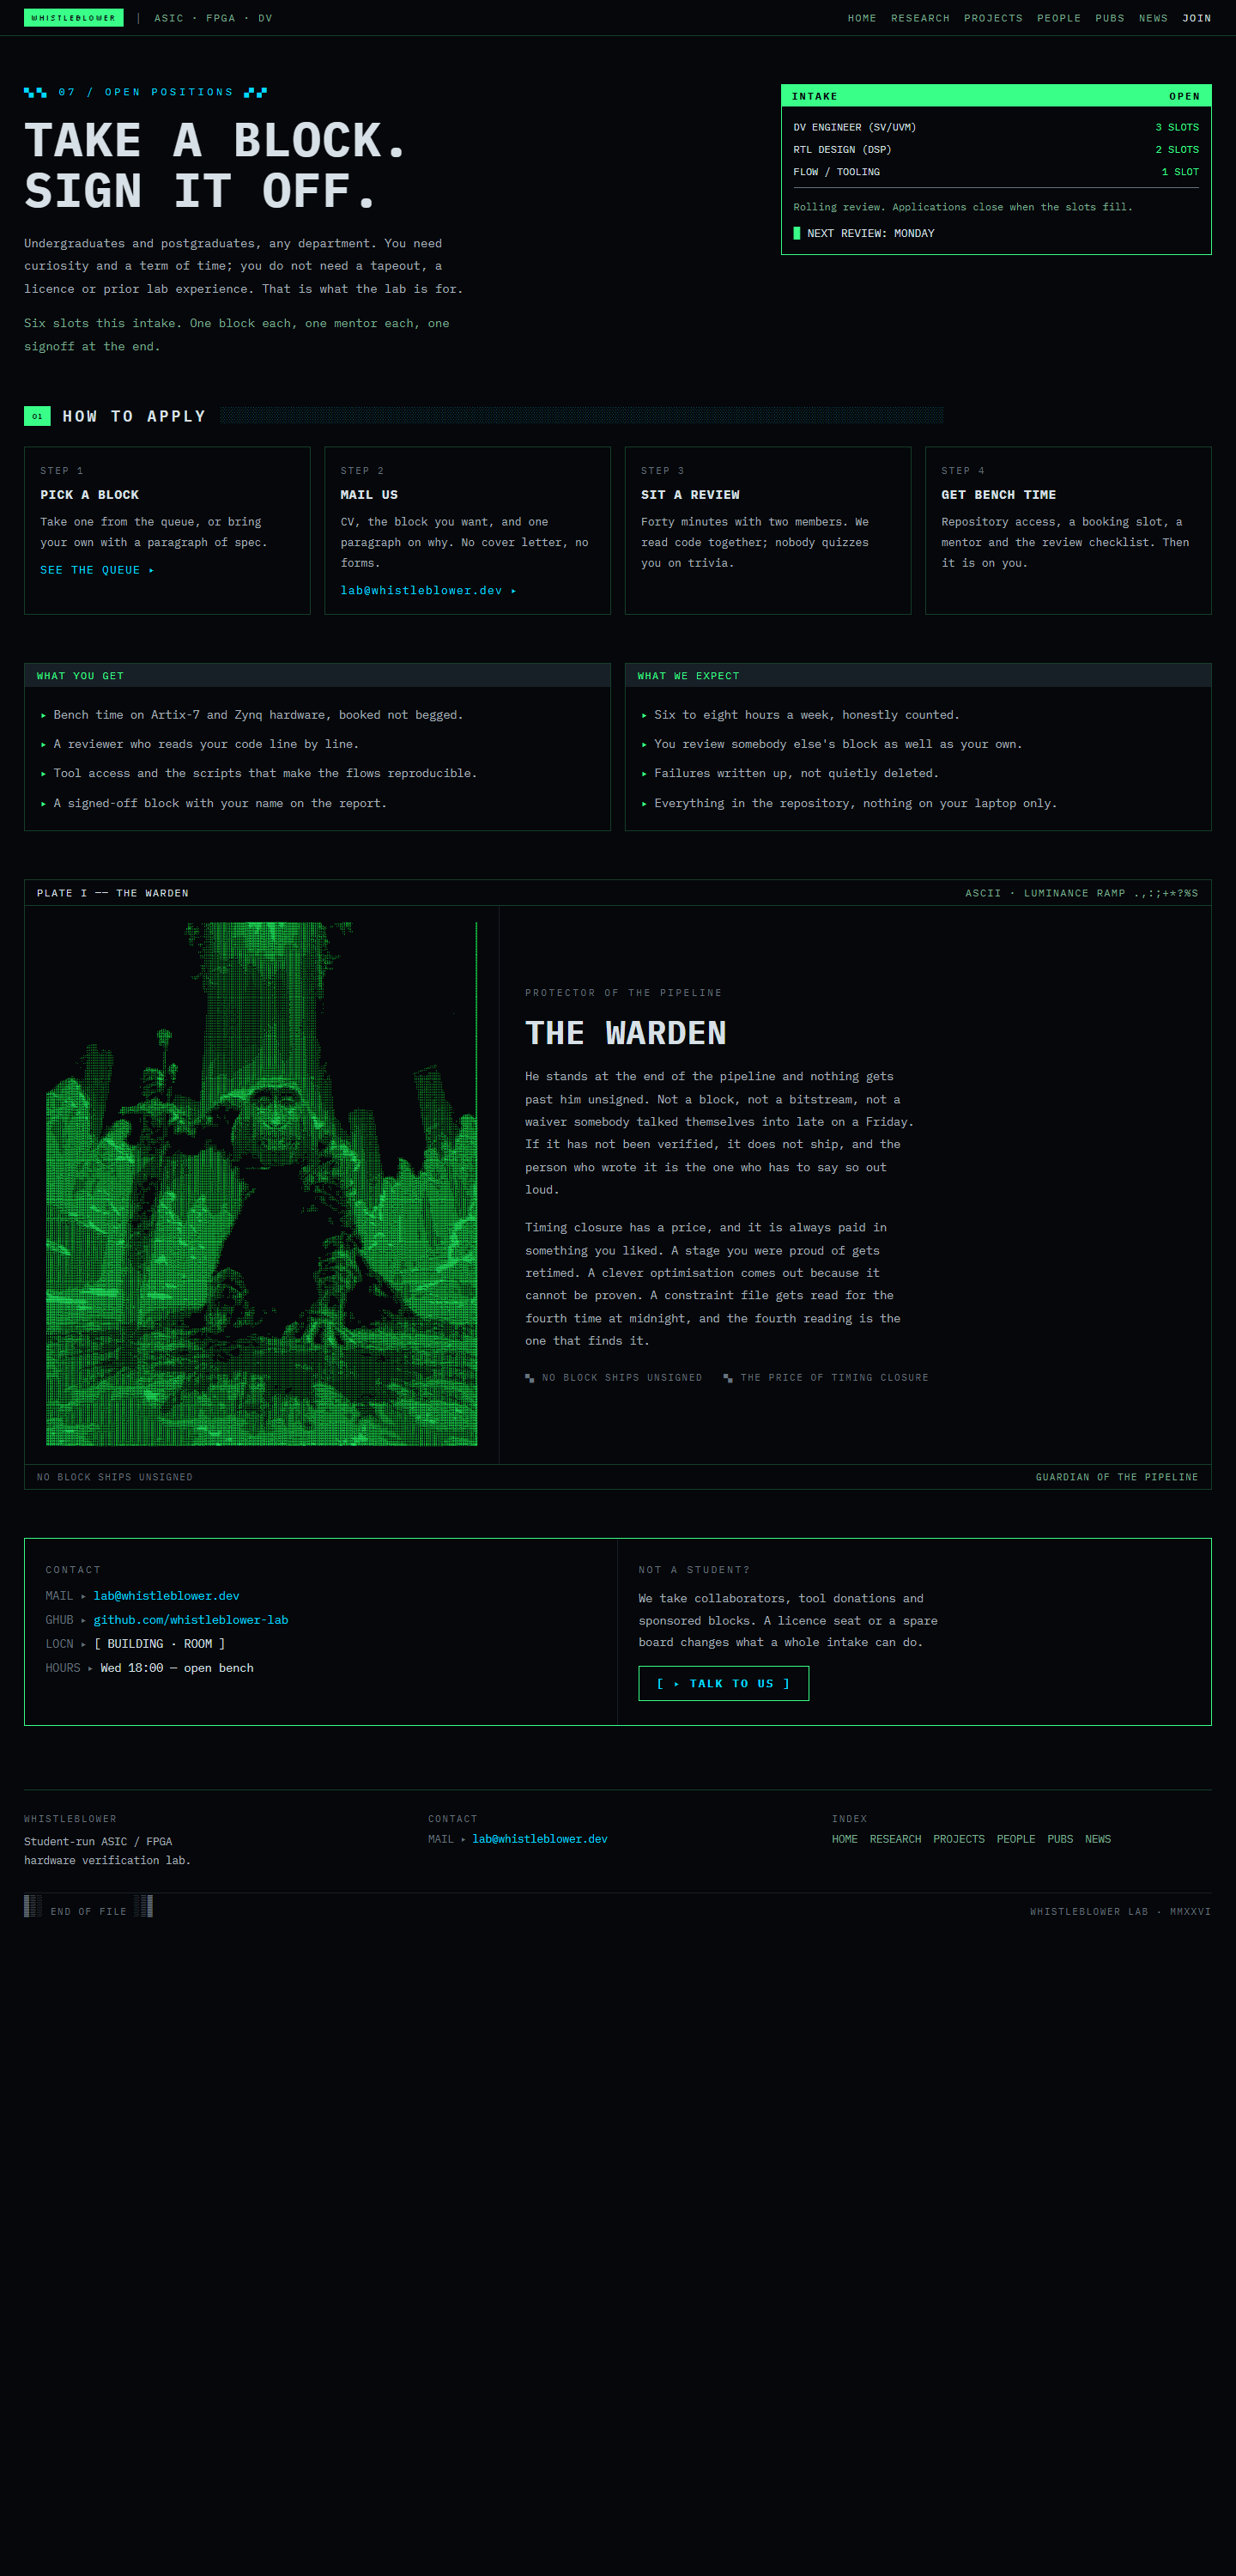 WHISTLEBLOWER | ASIC · FPGA · DV
HOME RESEARCH PROJECTS PEOPLE PUBS NEWS JOIN
▚▚ 07 / OPEN POSITIONS ▞▞
TAKE A BLOCK.
SIGN IT OFF.
Undergraduates and postgraduates, any department. You need
curiosity and a term of time; you do not need a tapeout, a
licence or prior lab experience. That is what the lab is for.
Six slots this intake. One block each, one mentor each, one
signoff at the end.
INTAKE OPEN
DV ENGINEER (SV/UVM) 3 SLOTS
RTL DESIGN (DSP) 2 SLOTS
FLOW / TOOLING 1 SLOT
Rolling review. Applications close when the slots fill.
█ NEXT REVIEW: MONDAY
01 HOW TO APPLY
STEP 1
PICK A BLOCK
Take one from the queue, or bring
your own with a paragraph of spec.
SEE THE QUEUE ▸
STEP 2
MAIL US
CV, the block you want, and one
paragraph on why. No cover letter, no
forms.
lab@whistleblower.dev ▸
STEP 3
SIT A REVIEW
Forty minutes with two members. We
read code together; nobody quizzes
you on trivia.
STEP 4
GET BENCH TIME
Repository access, a booking slot, a
mentor and the review checklist. Then
it is on you.
WHAT YOU GET
▸ Bench time on Artix-7 and Zynq hardware, booked not begged.
▸ A reviewer who reads your code line by line.
▸ Tool access and the scripts that make the flows reproducible.
▸ A signed-off block with your name on the report.
WHAT WE EXPECT
▸ Six to eight hours a week, honestly counted.
▸ You review somebody else's block as well as your own.
▸ Failures written up, not quietly deleted.
▸ Everything in the repository, nothing on your laptop only.
PLATE I ── THE WARDEN
ASCII · LUMINANCE RAMP .,:;+*?%S
PROTECTOR OF THE PIPELINE
THE WARDEN
He stands at the end of the pipeline and nothing gets
past him unsigned. Not a block, not a bitstream, not a
waiver somebody talked themselves into late on a Friday.
If it has not been verified, it does not ship, and the
person who wrote it is the one who has to say so out
loud.
Timing closure has a price, and it is always paid in
something you liked. A stage you were proud of gets
retimed. A clever optimisation comes out because it
cannot be proven. A constraint file gets read for the
fourth time at midnight, and the fourth reading is the
one that finds it.
▚ NO BLOCK SHIPS UNSIGNED ▚ THE PRICE OF TIMING CLOSURE
NO BLOCK SHIPS UNSIGNED
GUARDIAN OF THE PIPELINE
CONTACT
MAIL ▸ lab@whistleblower.dev
GHUB ▸ github.com/whistleblower-lab
LOCN ▸ [ BUILDING · ROOM ]
HOURS ▸ Wed 18:00 — open bench
NOT A STUDENT?
We take collaborators, tool donations and
sponsored blocks. A licence seat or a spare
board changes what a whole intake can do.
[ ▸ TALK TO US ]
WHISTLEBLOWER
Student-run ASIC / FPGA
hardware verification lab.
CONTACT
MAIL ▸ lab@whistleblower.dev
INDEX
HOME RESEARCH PROJECTS PEOPLE PUBS NEWS
█▓▒░ END OF FILE ░▒▓█
WHISTLEBLOWER LAB · MMXXVI